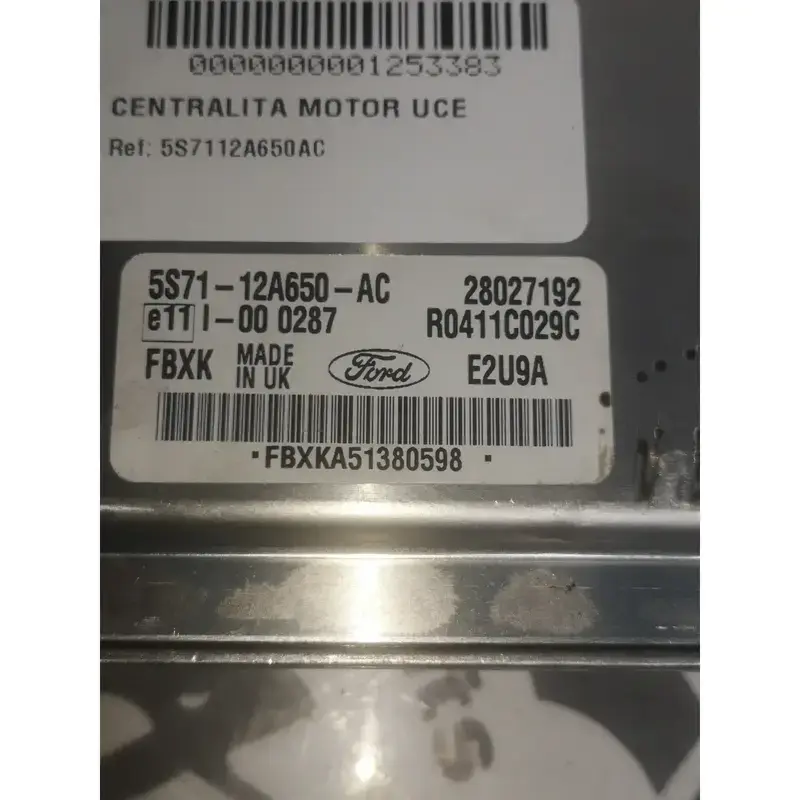 0000000001253383
CENTRALITA MOTOR UCE
Ref: 5S7112A650AC
5S71-12A650-AC 28027192
e11 I-00 0287 R0411C029C
FBXK MADE IN UK Ford E2U9A
·FBXKA51380598 ·